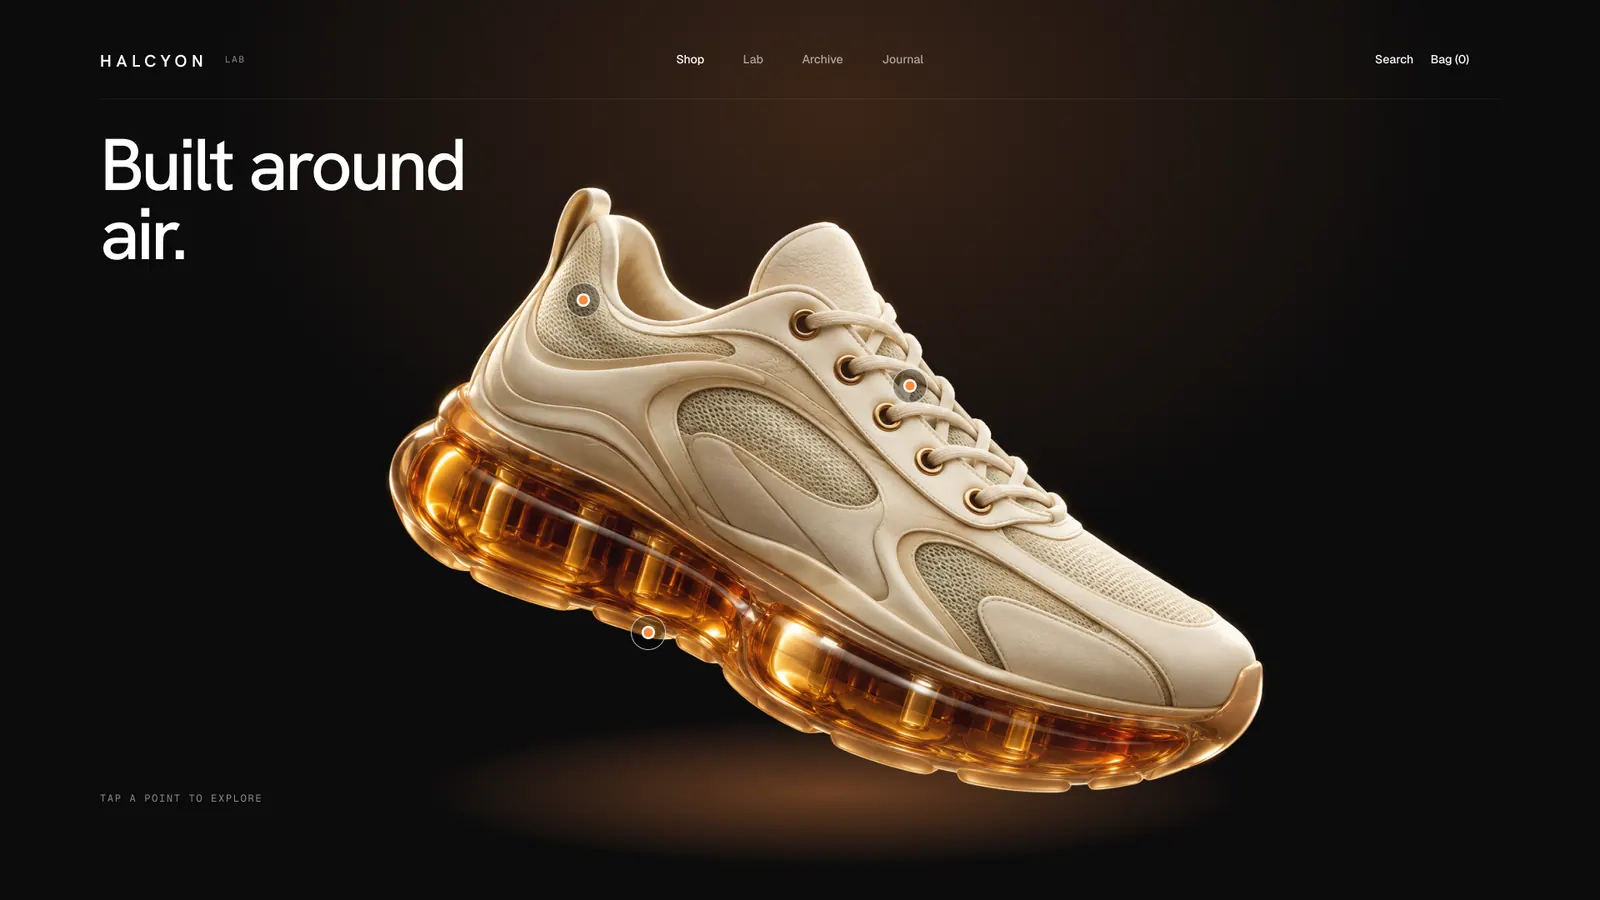 HALCYON LAB
Shop Lab Archive Journal
Search Bag (0)
Built around
air.
TAP A POINT TO EXPLORE